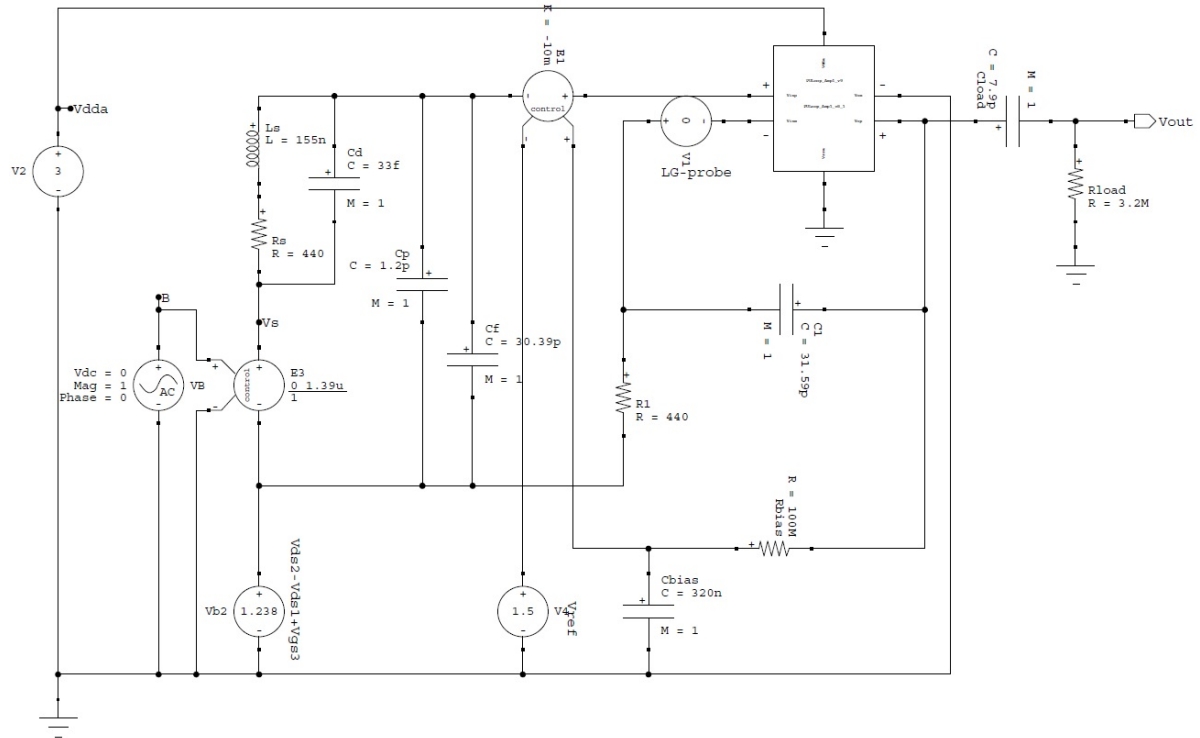 Vdda
V2
3
Ls
L = 155n
Cd
C = 33f
M = 1
Rs
R = 440
Cp
C = 1.2p
M = 1
Cf
C = 30.39p
M = 1
B
Vs
Vdc = 0
Mag = 1
Phase = 0
AC
VB
control
E3
0 1.39u
1
Vb2
1.238
Vds2-Vds1+Vgs3
K = -10m
E1
control
0
V1
LG-probe
C = 7.9p
Cload
M = 1
Vout
Rload
R = 3.2M
C1
C = 31.59p
M = 1
R1
R = 440
R = 100M
Rbias
Cbias
C = 320n
M = 1
1.5
V4
Vref